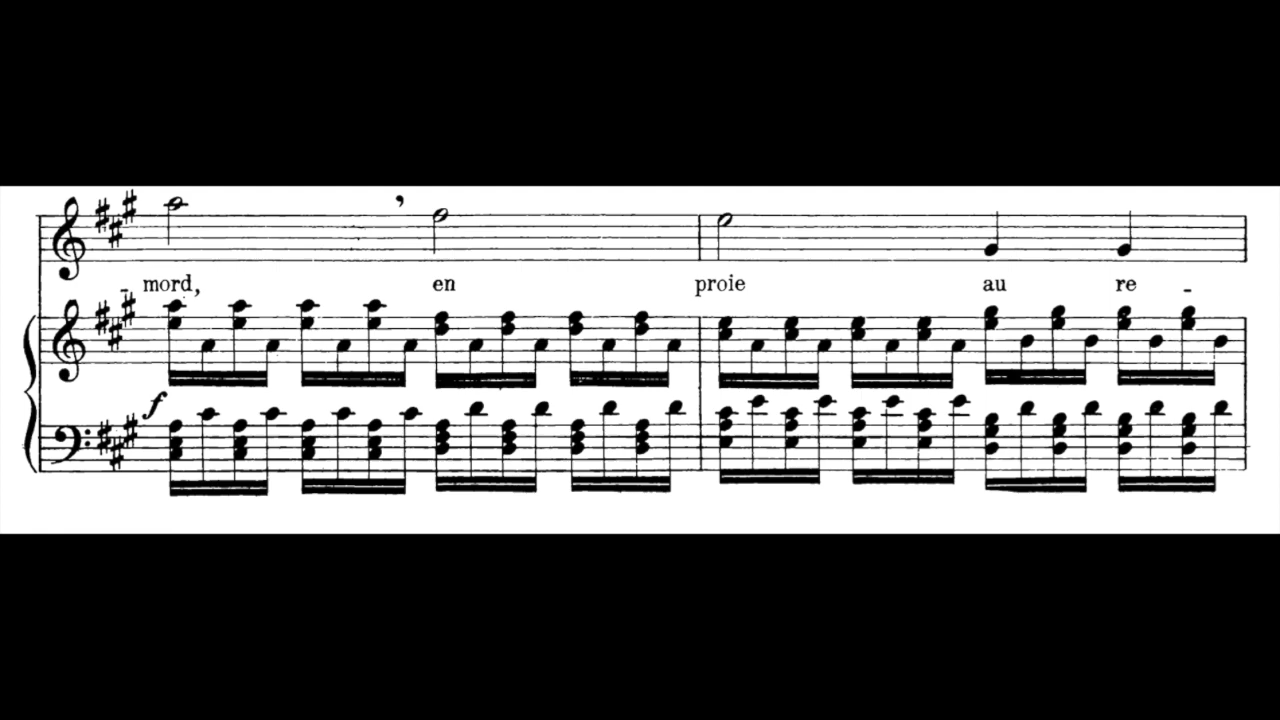 - mord, en proie au re -
f